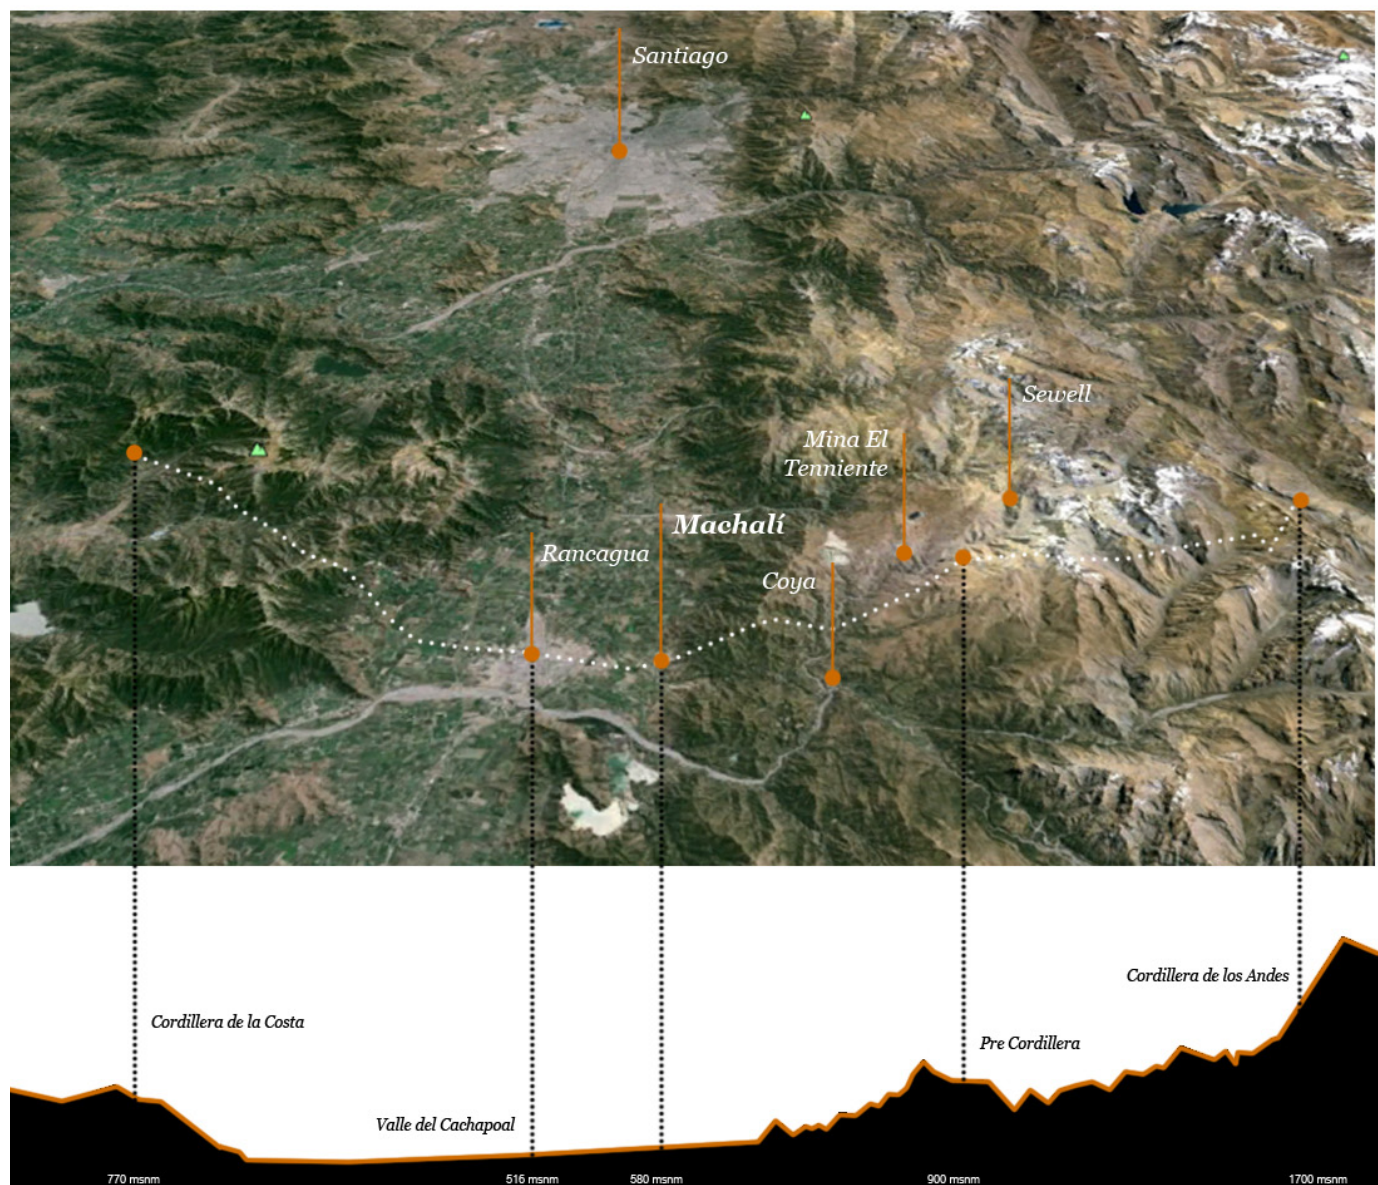 Santiago
Sewell
Mina El
Tenniente
Machalí
Rancagua
Coya
Cordillera de los Andes
Cordillera de la Costa
Pre Cordillera
Valle del Cachapoal
770 msnm
516 msnm
580 msnm
900 msnm
1700 msnm